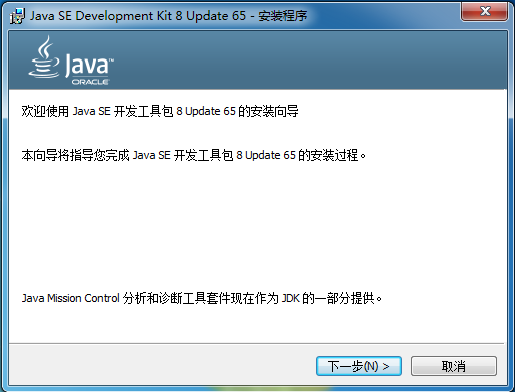 Java SE Development Kit 8 Update 65 - 安装程序
Java™
ORACLE
欢迎使用 Java SE 开发工具包 8 Update 65 的安装向导
本向导将指导您完成 Java SE 开发工具包 8 Update 65 的安装过程。
Java Mission Control 分析和诊断工具套件现在作为 JDK 的一部分提供。
下一步(N) >
取消